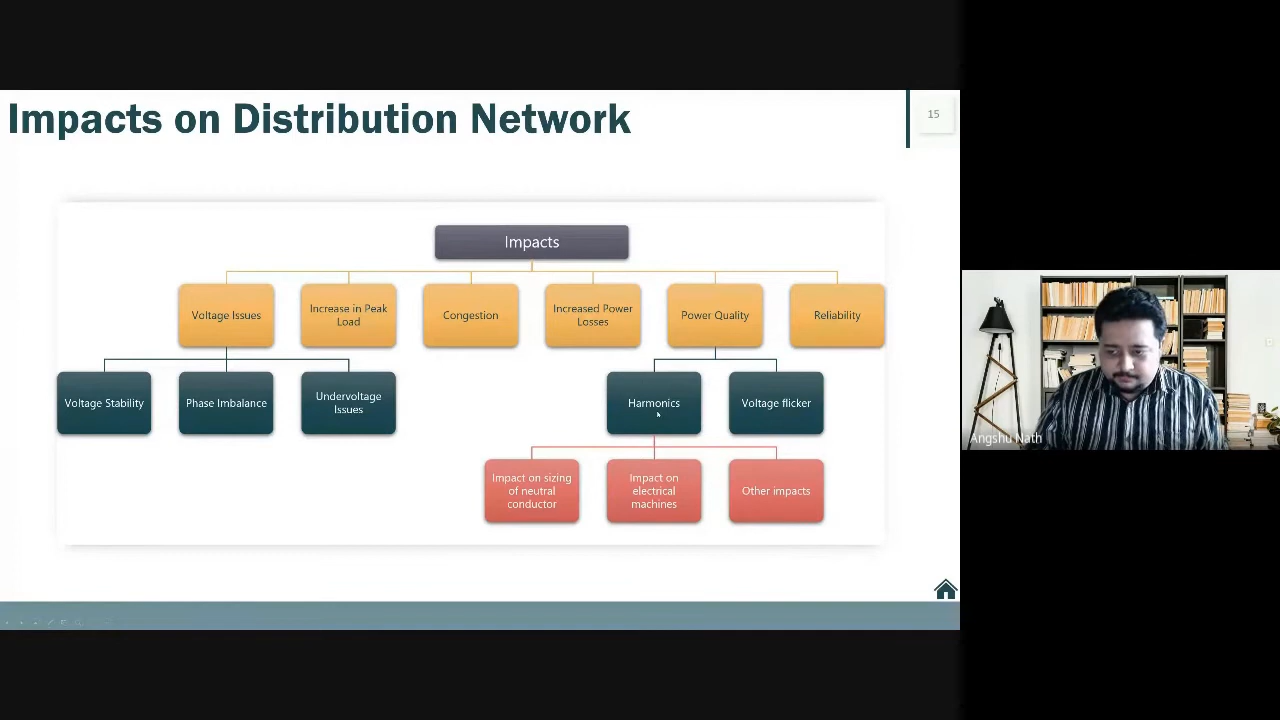 Impacts on Distribution Network
15
Impacts
Voltage Issues
Increase in Peak
Load
Congestion
Increased Power
Losses
Power Quality
Reliability
Voltage Stability
Phase Imbalance
Undervoltage
Issues
Harmonics
Voltage flicker
Impact on sizing
of neutral
conductor
Impact on
electrical
machines
Other impacts
Angshu Nath